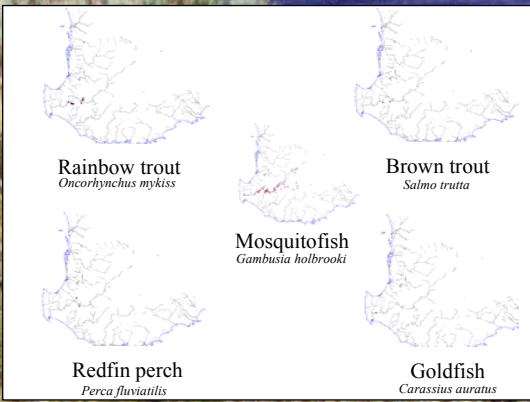 Rainbow trout
Oncorhynchus mykiss
Brown trout
Salmo trutta
Mosquitofish
Gambusia holbrooki
Redfin perch
Perca fluviatilis
Goldfish
Carassius auratus